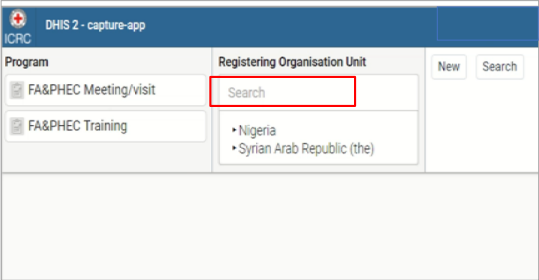 DHIS 2 - capture-app
ICRC
Program
FA&PHEC Meeting/visit
FA&PHEC Training
Registering Organisation Unit
Search
Nigeria
Syrian Arab Republic (the)
New
Search